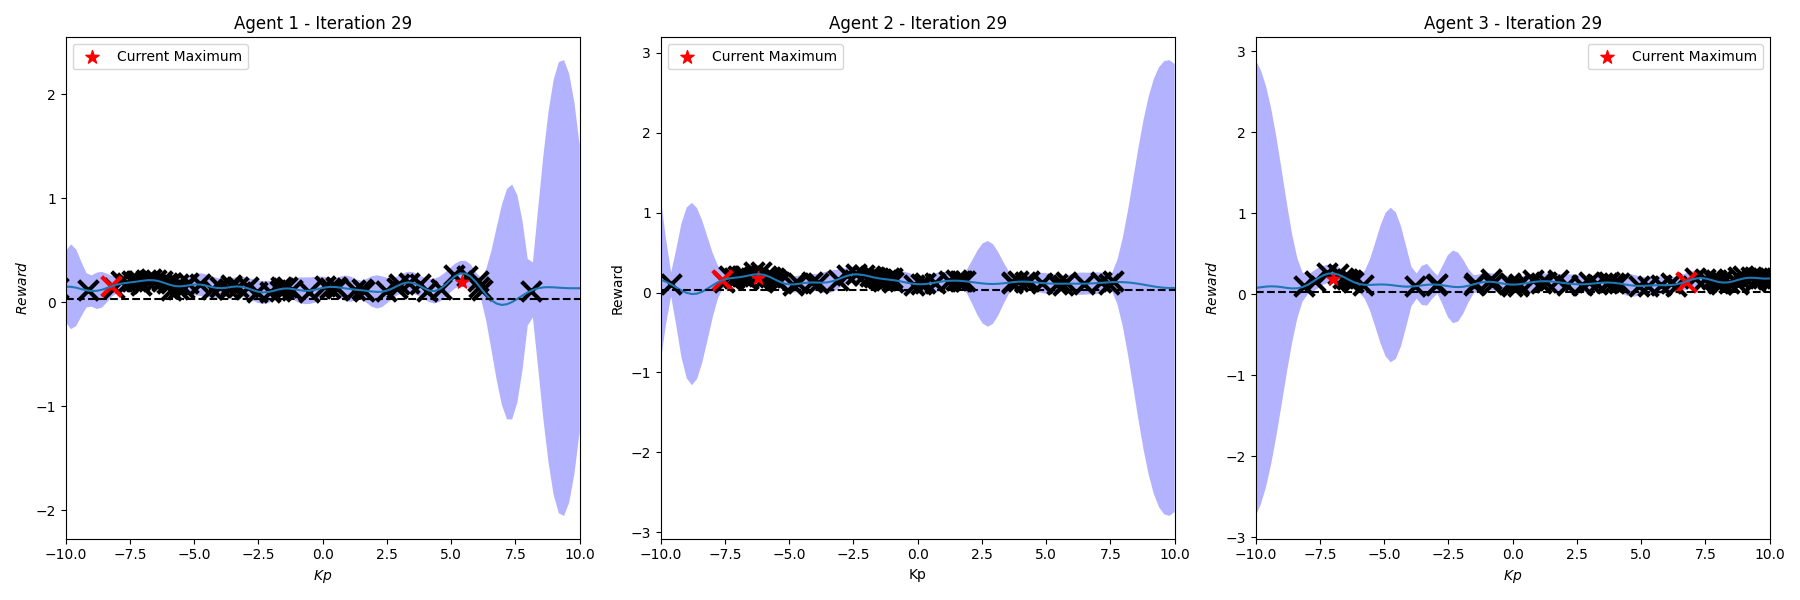 Agent 1 - Iteration 29
Current Maximum
2
1
0
−1
−2
Reward
−10.0 −7.5 −5.0 −2.5 0.0 2.5 5.0 7.5 10.0
Kp
Agent 2 - Iteration 29
Current Maximum
3
2
1
0
−1
−2
−3
Reward
−10.0 −7.5 −5.0 −2.5 0.0 2.5 5.0 7.5 10.0
Kp
Agent 3 - Iteration 29
Current Maximum
3
2
1
0
−1
−2
−3
Reward
−10.0 −7.5 −5.0 −2.5 0.0 2.5 5.0 7.5 10.0
Kp